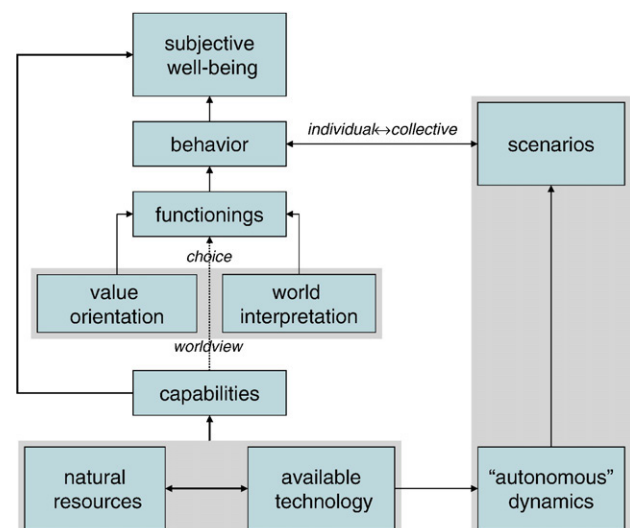 subjective
well-being
behavior
individual↔collective
scenarios
functionings
choice
value
orientation
world
interpretation
worldview
capabilities
natural
resources
available
technology
“autonomous”
dynamics